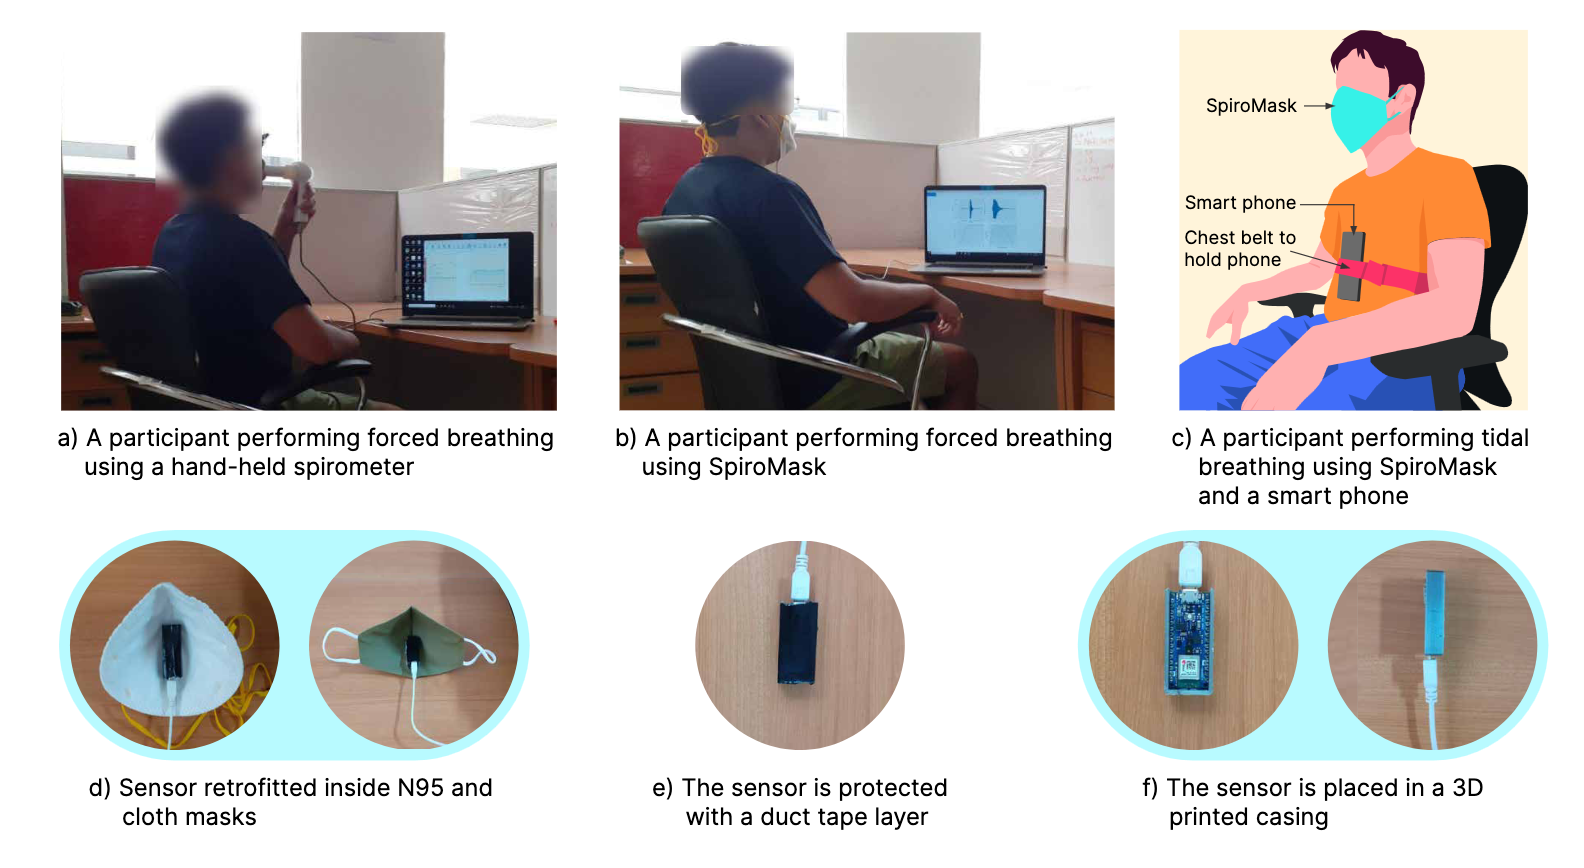 SpiroMask
Smart phone
Chest belt to
hold phone
a) A participant performing forced breathing
using a hand-held spirometer
b) A participant performing forced breathing
using SpiroMask
c) A participant performing tidal
breathing using SpiroMask
and a smart phone
d) Sensor retrofitted inside N95 and
cloth masks
e) The sensor is protected
with a duct tape layer
f) The sensor is placed in a 3D
printed casing